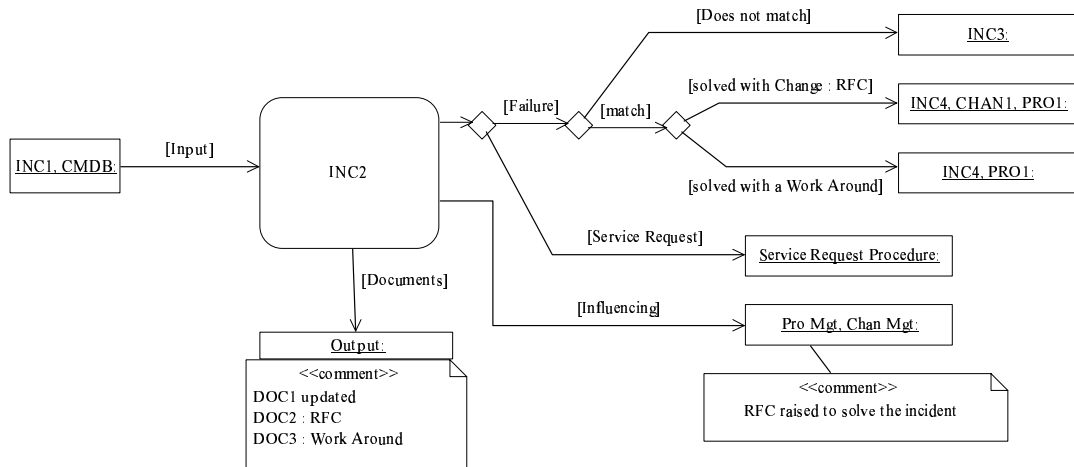 [Does not match]
INC3:
[solved with Change : RFC]
[Failure]
[match]
INC4, CHAN1, PRO1:
[Input]
INC1, CMDB:
INC2
INC4, PRO1:
[solved with a Work Around]
[Service Request]
Service Request Procedure:
[Documents]
[Influencing]
Pro Mgt, Chan Mgt:
Output:
<<comment>>
DOC1 updated
DOC2 : RFC
DOC3 : Work Around
<<comment>>
RFC raised to solve the incident